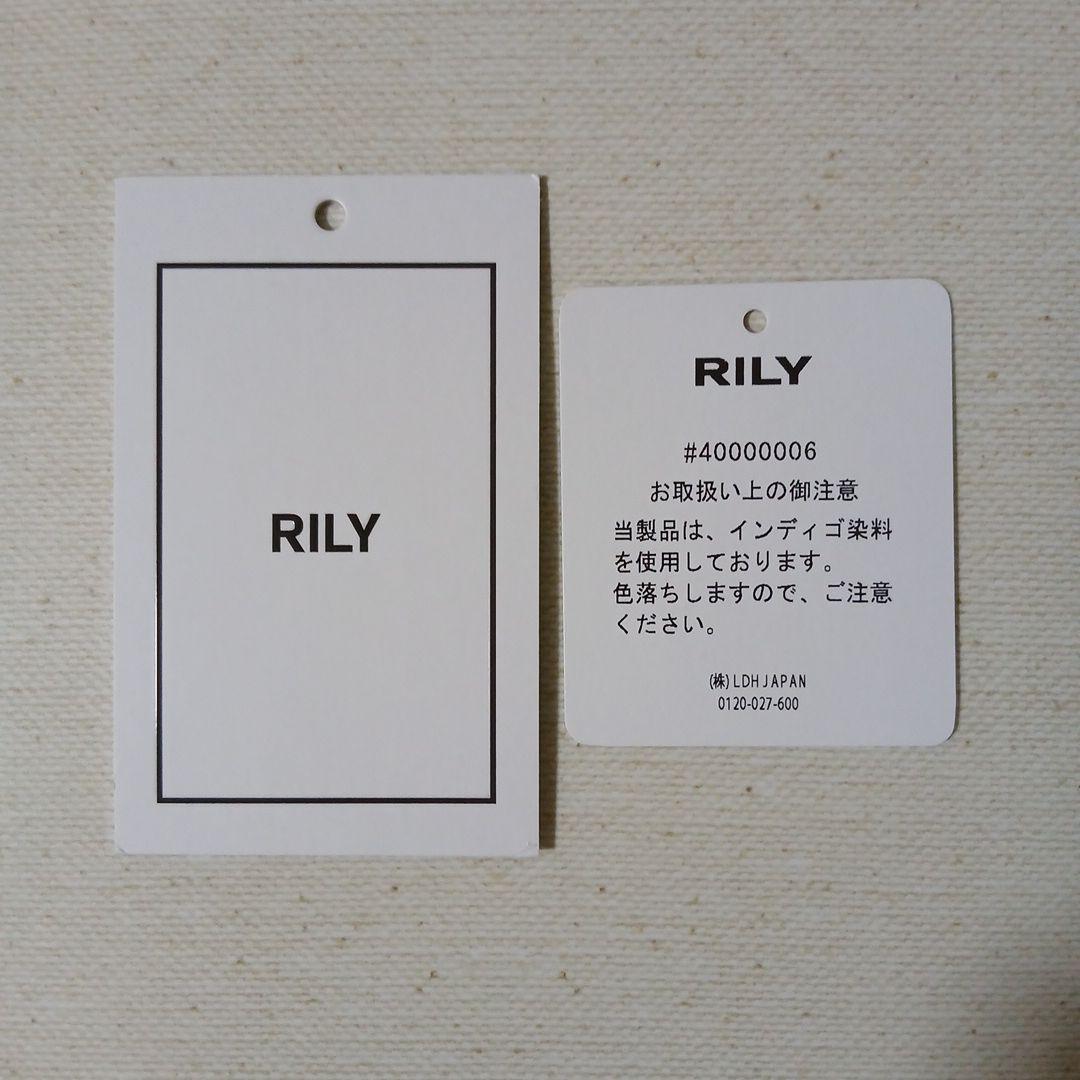 RILY
RILY
#40000006
お取扱い上の御注意
当製品は、インディゴ染料
を使用しております。
色落ちしますので、ご注意
ください。
(株)LDH JAPAN
0120-027-600